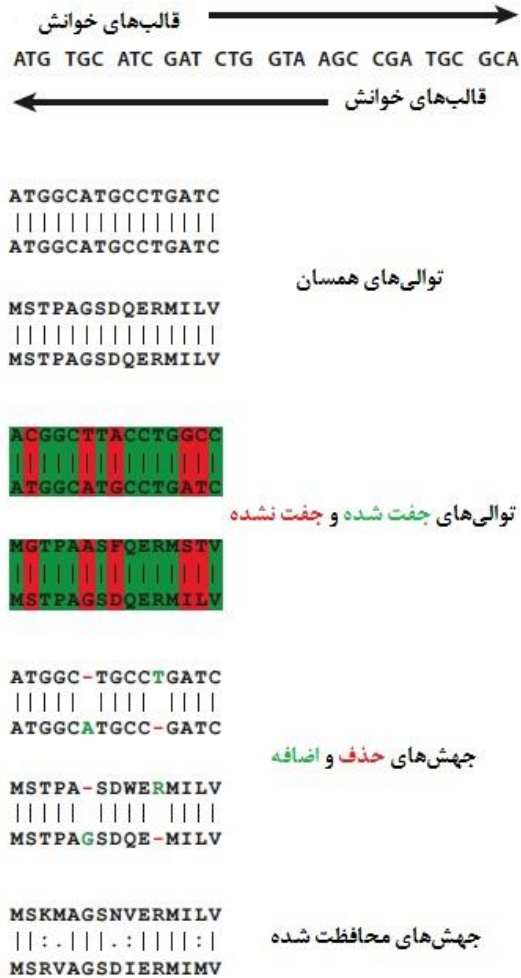 قالب‌های خوانش
ATG TGC ATC GAT CTG GTA AGC CGA TGC GCA
قالب‌های خوانش
ATGGCATGCCTGATC
|||||||||||||||
ATGGCATGCCTGATC
توالی‌های همسان
MSTPAGSDQERMILV
|||||||||||||||
MSTPAGSDQERMILV
ACGGCTTACCTGGCC
|||||||||||||||
ATGGCATGCCTGATC
توالی‌های جفت شده و جفت نشده
MGTPAASFQERMSTV
|||||||||||||||
MSTPAGSDQERMILV
ATGGC-TGCCTGATC
||||| |||| ||||
ATGGCATGCC-GATC
جهش‌های حذف و اضافه
MSTPA-SDWERMILV
||||| |||| ||||
MSTPAGSDQE-MILV
MSKMAGSNVERMILV
||:.|||.:||||:|
MSRVAGSDIERMIMV
جهش‌های محافظت شده